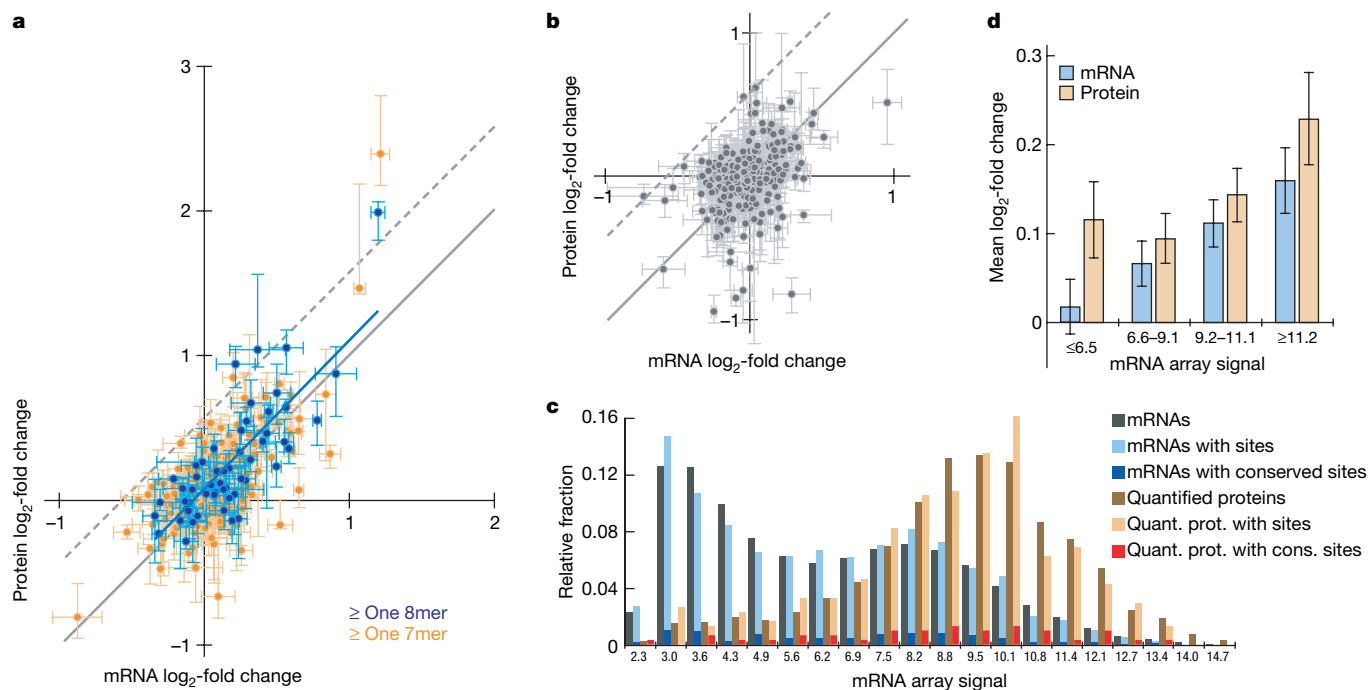 a
3
2
1
-1
1
2
-1
Protein log2-fold change
mRNA log2-fold change
≥ One 8mer
≥ One 7mer
b
1
-1
1
-1
Protein log2-fold change
mRNA log2-fold change
d
0.3
0.2
0.1
0
Mean log2-fold change
mRNA
Protein
≤6.5 6.6–9.1 9.2–11.1 ≥11.2
mRNA array signal
c
0.16
0.12
0.08
0.04
0
Relative fraction
mRNAs
mRNAs with sites
mRNAs with conserved sites
Quantified proteins
Quant. prot. with sites
Quant. prot. with cons. sites
2.3 3.0 3.6 4.3 4.9 5.6 6.2 6.9 7.5 8.2 8.8 9.5 10.1 10.8 11.4 12.1 12.7 13.4 14.0 14.7
mRNA array signal